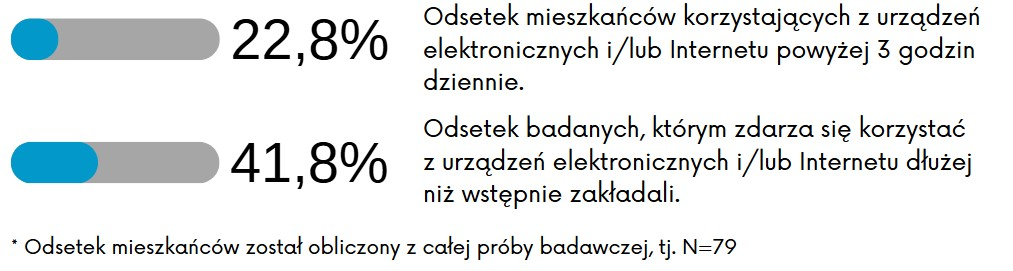 22,8%
Odsetek mieszkańców korzystających z urządzeń
elektronicznych i/lub Internetu powyżej 3 godzin
dziennie.
41,8%
Odsetek badanych, którym zdarza się korzystać
z urządzeń elektronicznych i/lub Internetu dłużej
niż wstępnie zakładali.
* Odsetek mieszkańców został obliczony z całej próby badawczej, tj. N=79